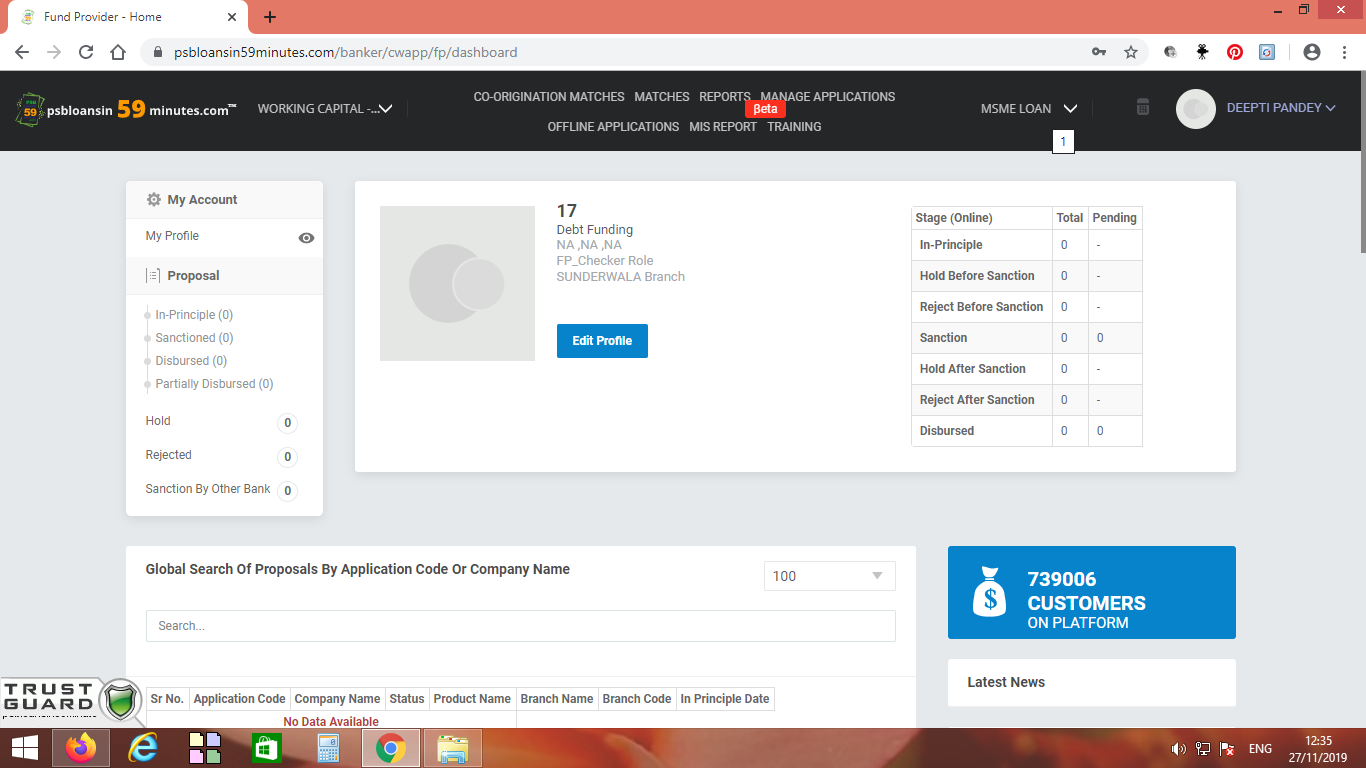 Fund Provider - Home
psbloansin59minutes.com/banker/cwapp/fp/dashboard
psbloansin 59 minutes.com™
WORKING CAPITAL -...
CO-ORIGINATION MATCHES MATCHES REPORTS MANAGE APPLICATIONS
βeta
OFFLINE APPLICATIONS MIS REPORT TRAINING
MSME LOAN
1
DEEPTI PANDEY
My Account
My Profile
Proposal
In-Principle (0)
Sanctioned (0)
Disbursed (0)
Partially Disbursed (0)
Hold 0
Rejected 0
Sanction By Other Bank 0
17
Debt Funding
NA ,NA ,NA
FP_Checker Role
SUNDERWALA Branch
Edit Profile
Stage (Online) Total Pending
In-Principle 0 -
Hold Before Sanction 0 -
Reject Before Sanction 0 -
Sanction 0 0
Hold After Sanction 0 -
Reject After Sanction 0 -
Disbursed 0 0
Global Search Of Proposals By Application Code Or Company Name
100
Search...
Sr No. Application Code Company Name Status Product Name Branch Name Branch Code In Principle Date
No Data Available
739006
CUSTOMERS
ON PLATFORM
Latest News
TRUST
GUARD
ENG
12:35
27/11/2019